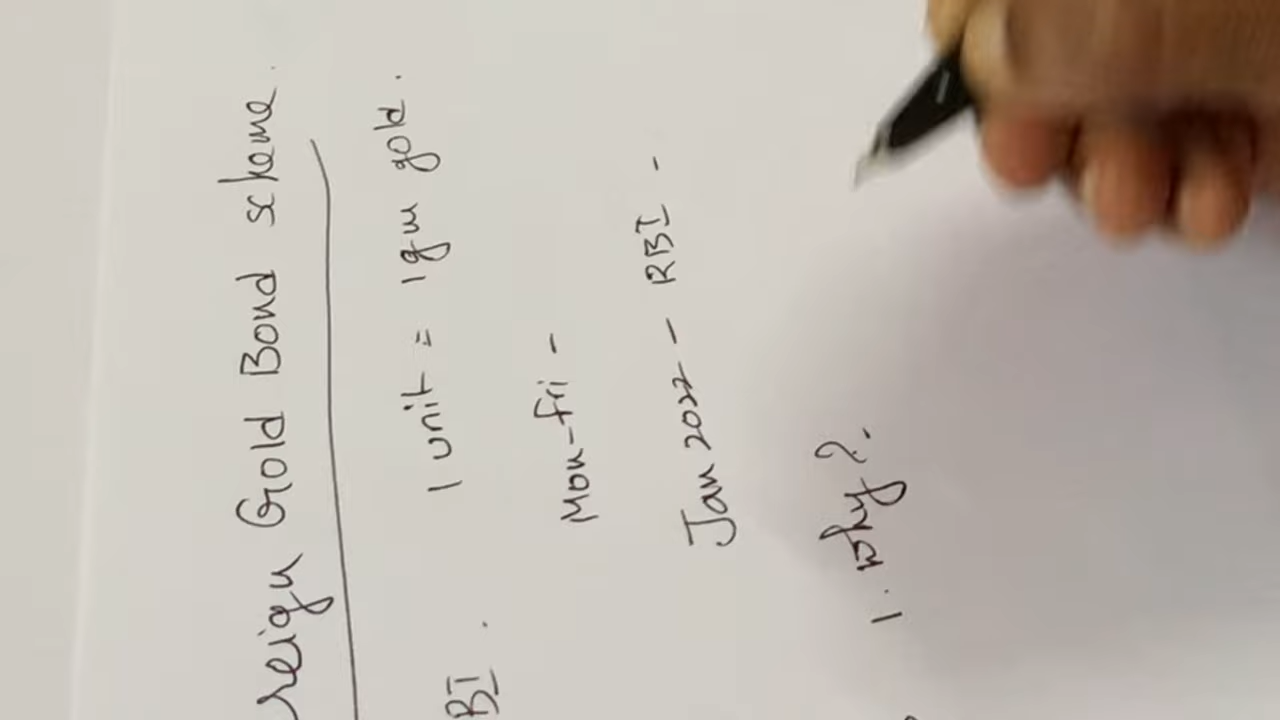 reign Gold Bond scheme.
BI. 1 unit = 1gm gold.
Mon-Fri -
Jan 2022 - RBI -
1. Why?.